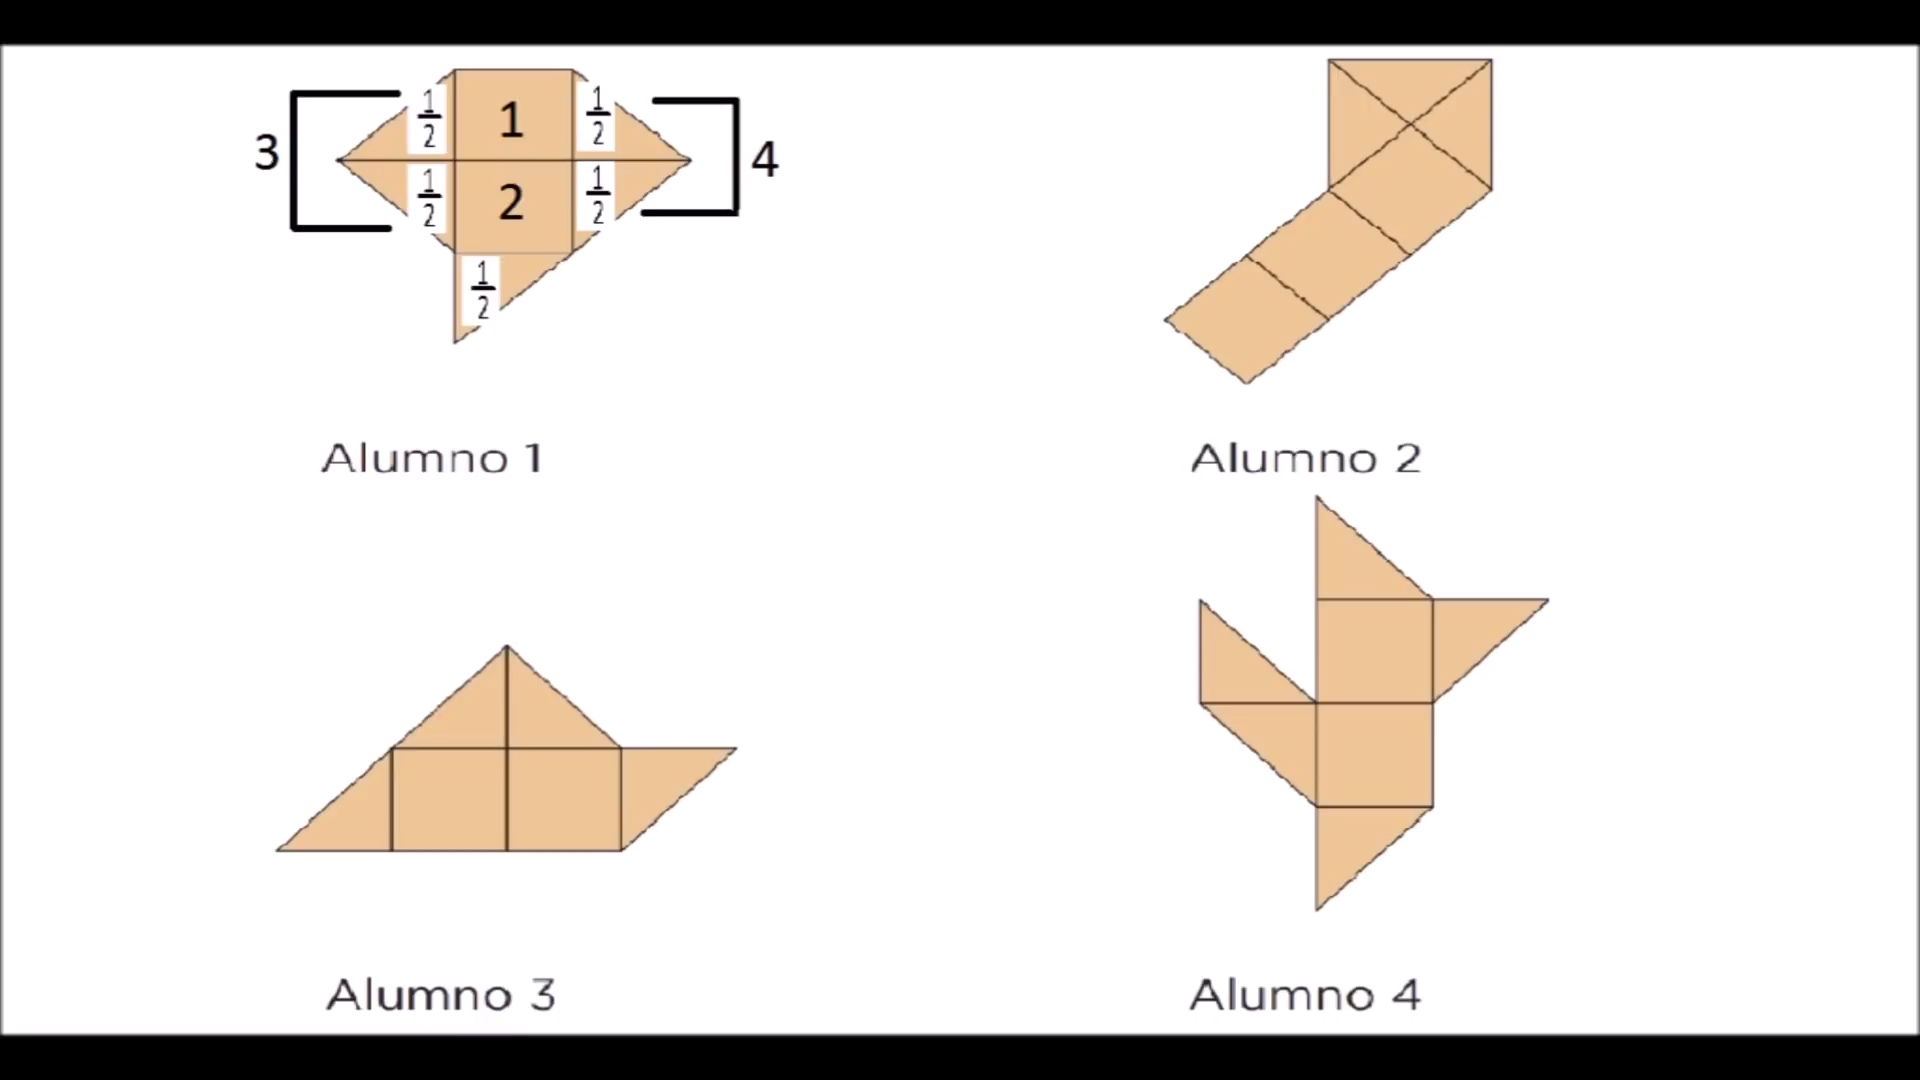 1/2 1 1/2
3 4
1/2 2 1/2
1/2
Alumno 1
Alumno 2
Alumno 3
Alumno 4